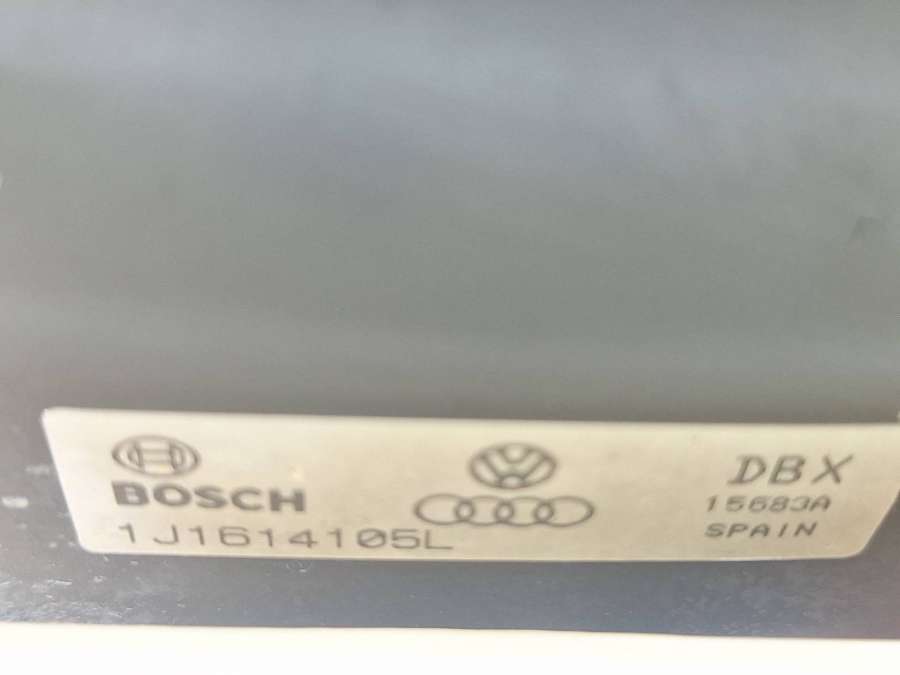 BOSCH
1J1614105L
DBX
15683A
SPAIN